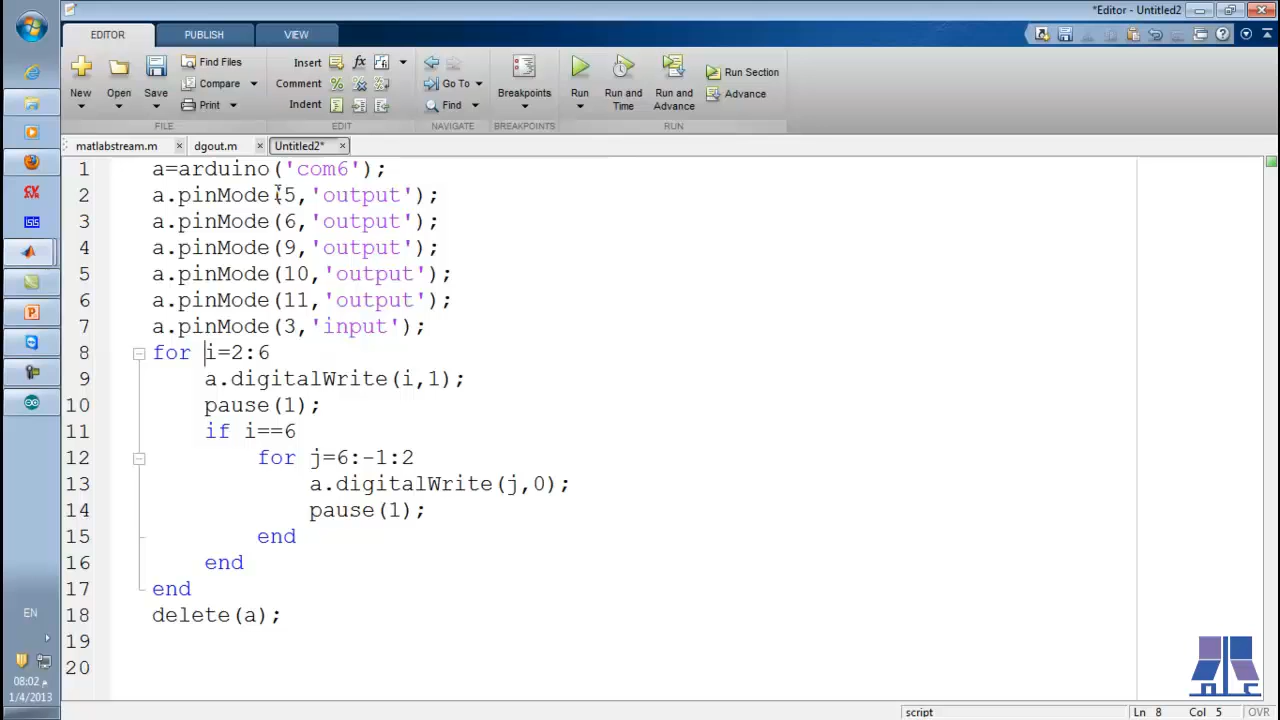 *Editor - Untitled2
EDITOR PUBLISH VIEW
New Open Save Find Files Compare Print Insert fx Comment Indent Go To Find Breakpoints Run Run and Time Run and Advance Run Section Advance
FILE EDIT NAVIGATE BREAKPOINTS RUN
matlabstream.m dgout.m Untitled2*
1 a=arduino('com6');
2 a.pinMode(5,'output');
3 a.pinMode(6,'output');
4 a.pinMode(9,'output');
5 a.pinMode(10,'output');
6 a.pinMode(11,'output');
7 a.pinMode(3,'input');
8 for i=2:6
9 a.digitalWrite(i,1);
10 pause(1);
11 if i==6
12 for j=6:-1:2
13 a.digitalWrite(j,0);
14 pause(1);
15 end
16 end
17 end
18 delete(a);
19
20
ISIS
EN
08:02 م
1/4/2013
script Ln 8 Col 5 OVR